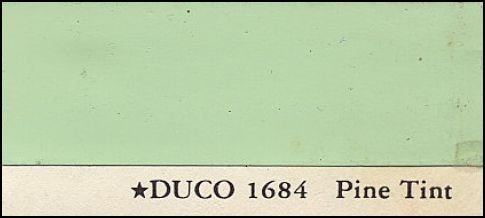 ★DUCO 1684 Pine Tint